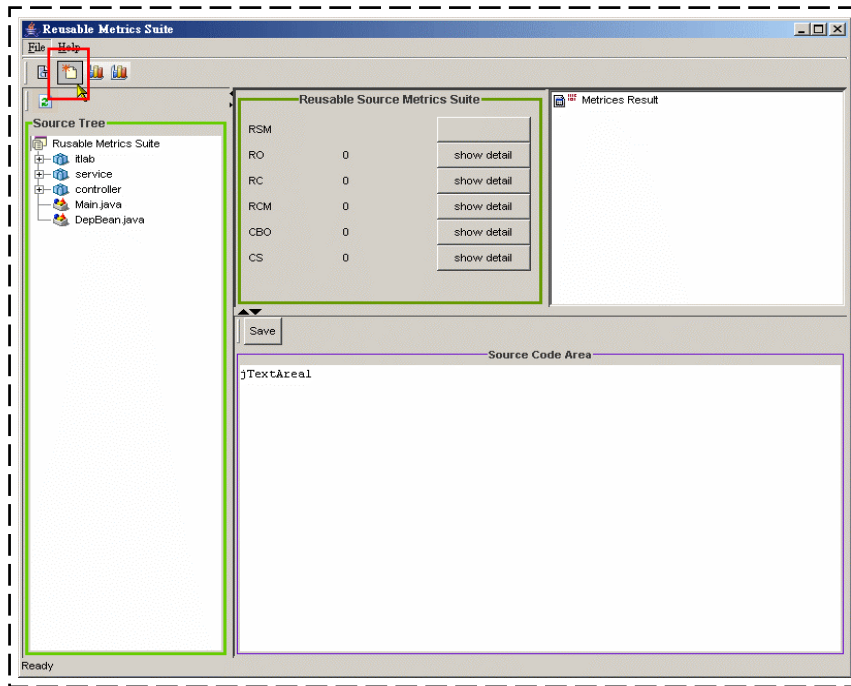 Reusable Metrics Suite
File Help
Source Tree
Rusable Metrics Suite
itlab
service
controller
Main.java
DepBean.java
Reusable Source Metrics Suite
RSM
RO 0 show detail
RC 0 show detail
RCM 0 show detail
CBO 0 show detail
CS 0 show detail
Metrices Result
Save
Source Code Area
jTextArea1
Ready